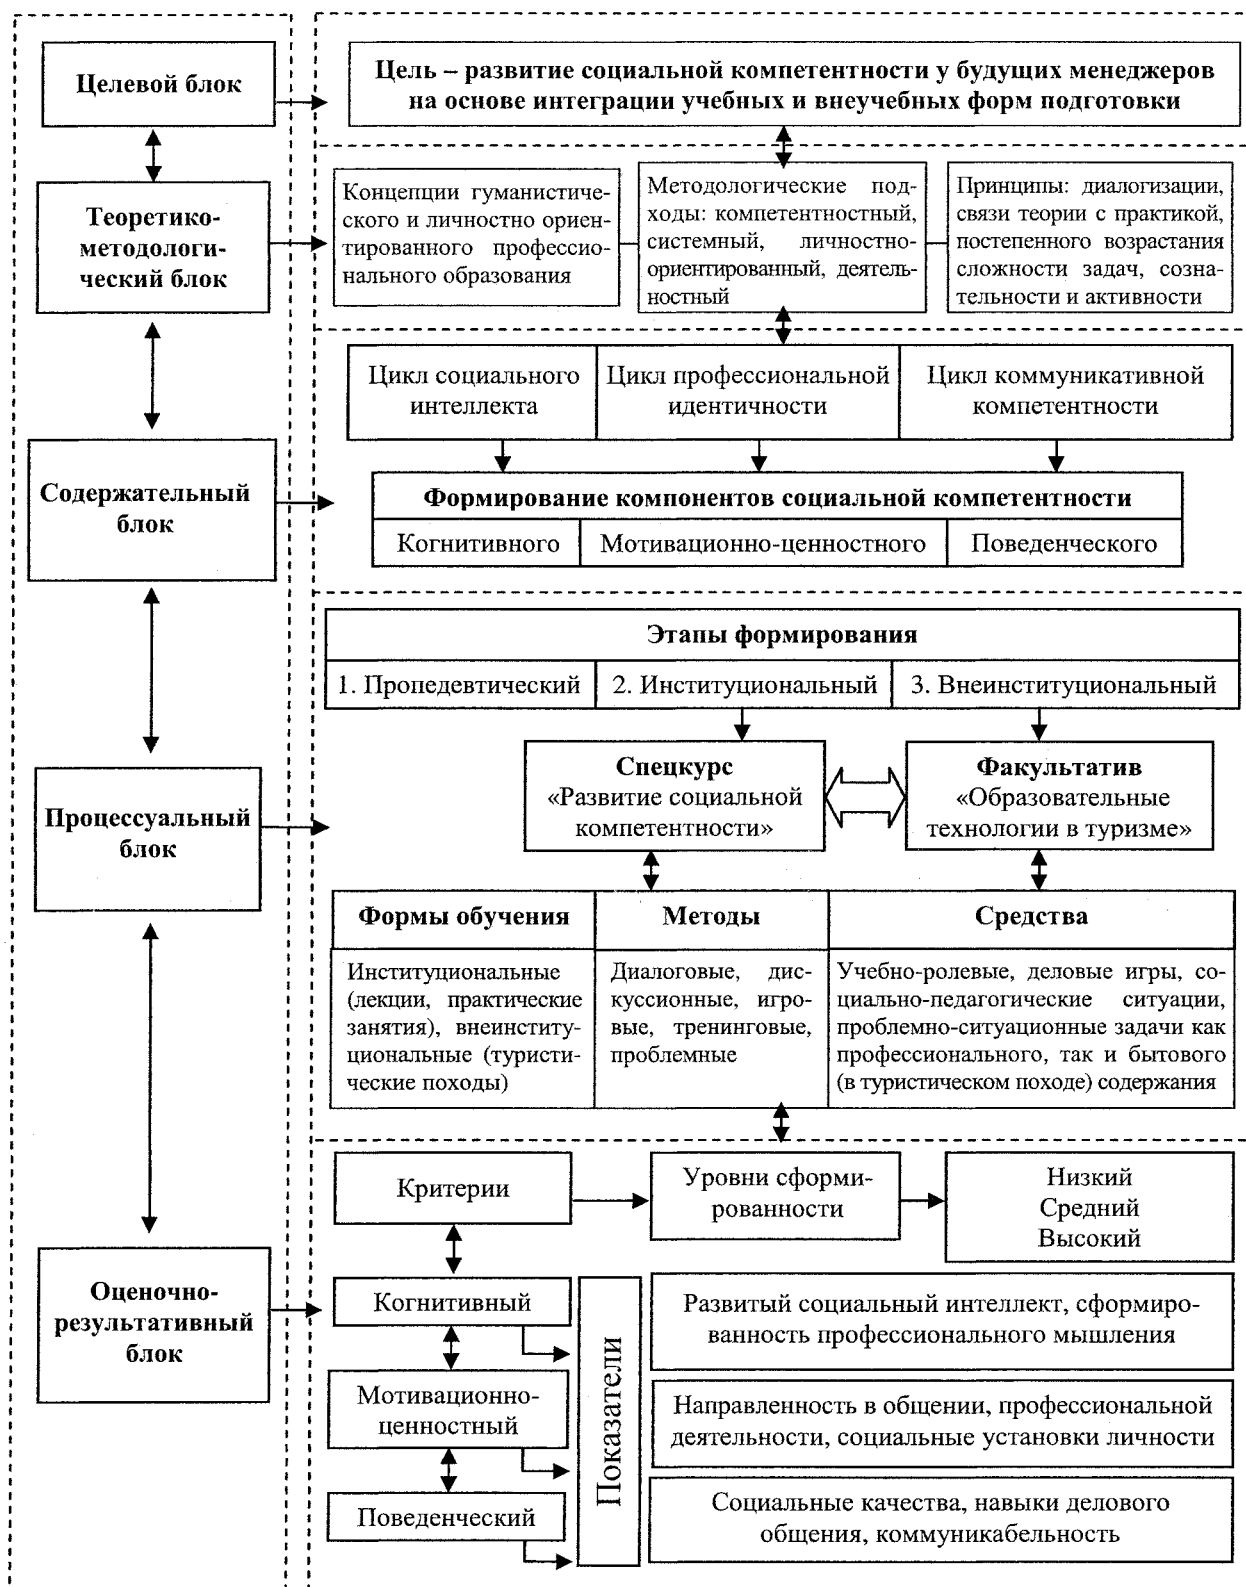 Целевой блок
Цель – развитие социальной компетентности у будущих менеджеров
на основе интеграции учебных и внеучебных форм подготовки
Теоретико-
методологи-
ческий блок
Концепции гуманистиче-
ского и личностно ориен-
тированного профессио-
нального образования
Методологические под-
ходы: компетентностный,
системный, личностно-
ориентированный, деятель-
ностный
Принципы: диалогизации,
связи теории с практикой,
постепенного возрастания
сложности задач, созна-
тельности и активности
Содержательный
блок
Цикл социального
интеллекта
Цикл профессиональной
идентичности
Цикл коммуникативной
компетентности
Формирование компонентов социальной компетентности
Когнитивного
Мотивационно-ценностного
Поведенческого
Процессуальный
блок
Этапы формирования
1. Пропедевтический
2. Институциональный
3. Внеинституциональный
Спецкурс
«Развитие социальной
компетентности»
Факультатив
«Образовательные
технологии в туризме»
Формы обучения
Институциональные
(лекции, практические
занятия), внеинститу-
циональные (туристи-
ческие походы)
Методы
Диалоговые, дис-
куссионные, игро-
вые, тренинговые,
проблемные
Средства
Учебно-ролевые, деловые игры, со-
циально-педагогические ситуации,
проблемно-ситуационные задачи как
профессионального, так и бытового
(в туристическом походе) содержания
Оценочно-
результативный
блок
Критерии
Уровни сформи-
рованности
Низкий
Средний
Высокий
Когнитивный
Мотивационно-
ценностный
Поведенческий
Показатели
Развитый социальный интеллект, сформиро-
ванность профессионального мышления
Направленность в общении, профессиональной
деятельности, социальные установки личности
Социальные качества, навыки делового
общения, коммуникабельность